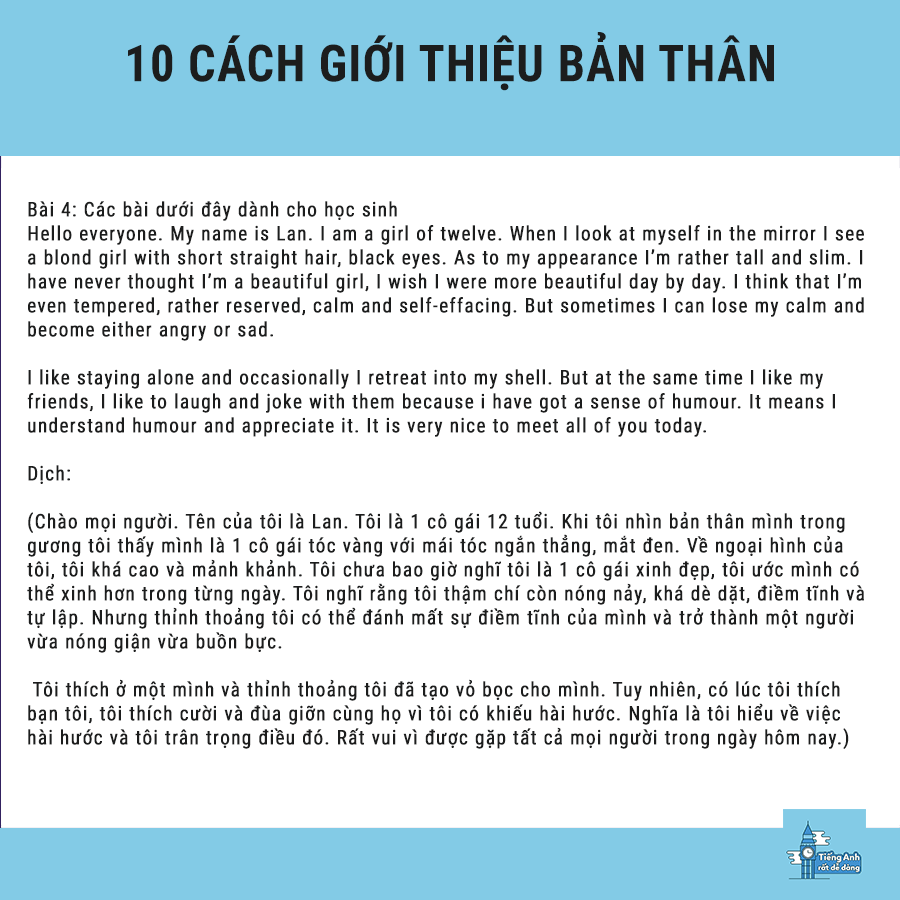 10 CÁCH GIỚI THIỆU BẢN THÂN
Bài 4: Các bài dưới đây dành cho học sinh
Hello everyone. My name is Lan. I am a girl of twelve. When I look at myself in the mirror I see
a blond girl with short straight hair, black eyes. As to my appearance I'm rather tall and slim. I
have never thought I'm a beautiful girl, I wish I were more beautiful day by day. I think that I'm
even tempered, rather reserved, calm and self-effacing. But sometimes I can lose my calm and
become either angry or sad.
I like staying alone and occasionally I retreat into my shell. But at the same time I like my
friends, I like to laugh and joke with them because i have got a sense of humour. It means I
understand humour and appreciate it. It is very nice to meet all of you today.
Dịch:
(Chào mọi người. Tên của tôi là Lan. Tôi là 1 cô gái 12 tuổi. Khi tôi nhìn bản thân mình trong
gương tôi thấy mình là 1 cô gái tóc vàng với mái tóc ngắn thẳng, mắt đen. Về ngoại hình của
tôi, tôi khá cao và mảnh khảnh. Tôi chưa bao giờ nghĩ tôi là 1 cô gái xinh đẹp, tôi ước mình có
thể xinh hơn trong từng ngày. Tôi nghĩ rằng tôi thậm chí còn nóng nảy, khá dè dặt, điềm tĩnh và
tự lập. Nhưng thỉnh thoảng tôi có thể đánh mất sự điềm tĩnh của mình và trở thành một người
vừa nóng giận vừa buồn bực.
Tôi thích ở một mình và thỉnh thoảng tôi đã tạo vỏ bọc cho mình. Tuy nhiên, có lúc tôi thích
bạn tôi, tôi thích cười và đùa giỡn cùng họ vì tôi có khiếu hài hước. Nghĩa là tôi hiểu về việc
hài hước và tôi trân trọng điều đó. Rất vui vì được gặp tất cả mọi người trong ngày hôm nay.)
Tiếng Anh
rất dễ dàng